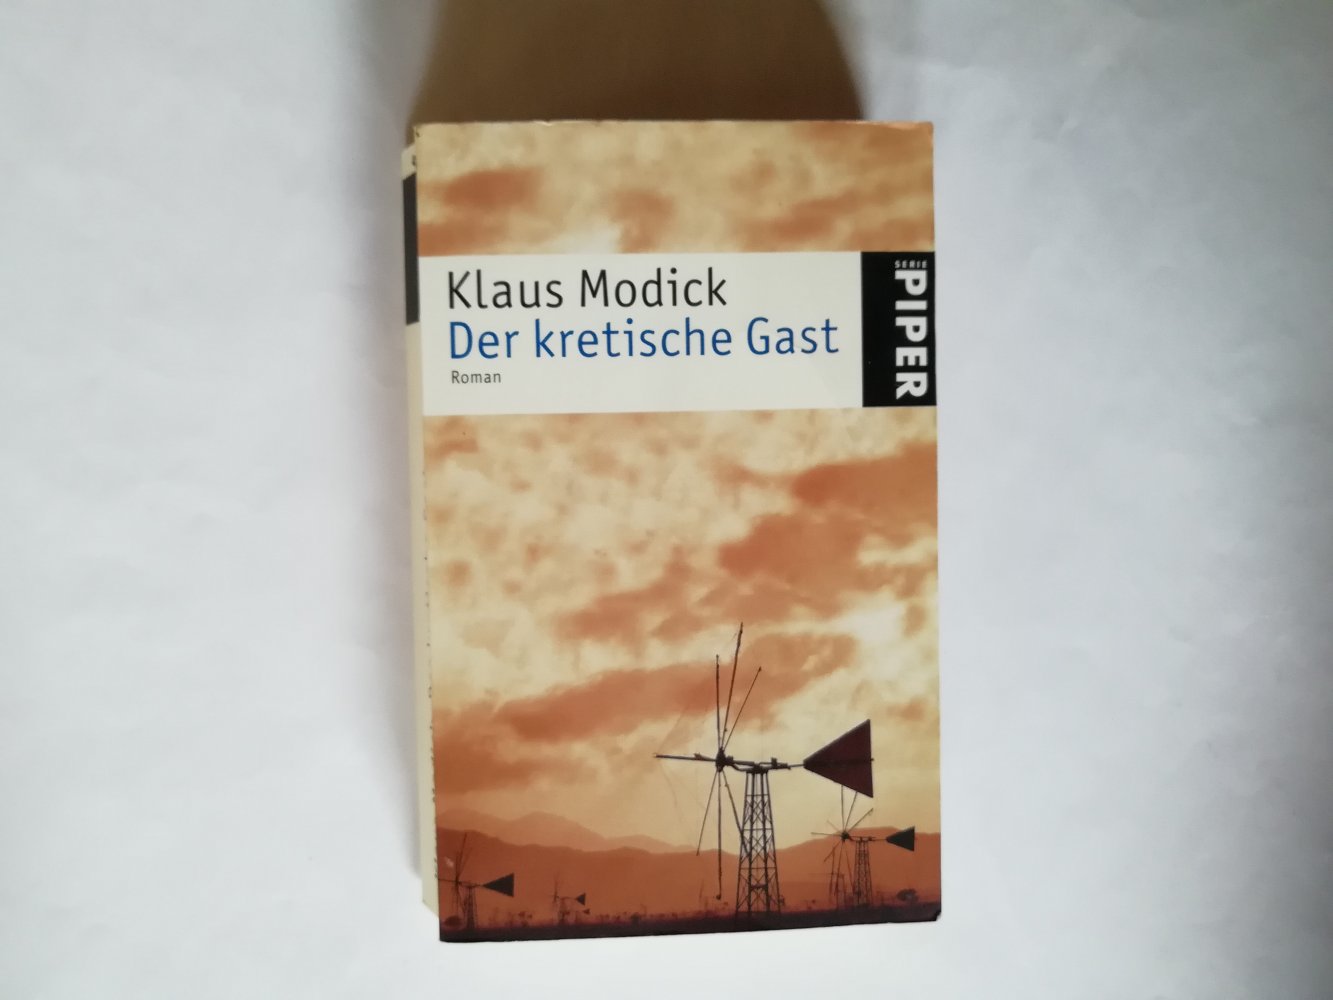 Klaus Modick
Der kretische Gast
Roman
SERIE
PIPER